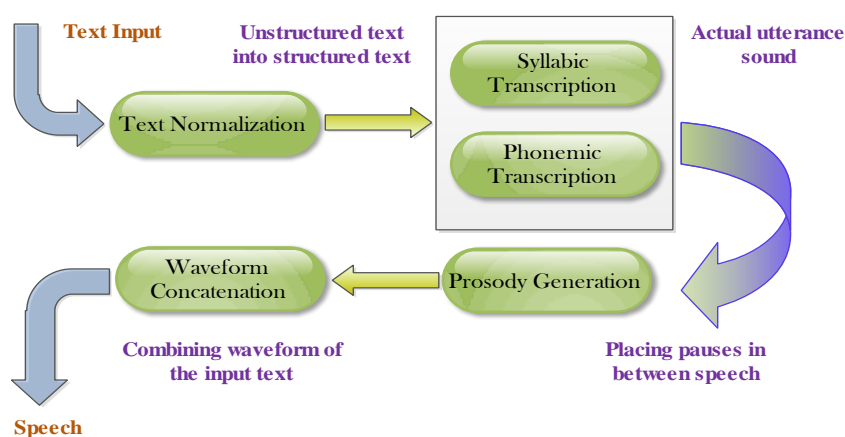 Text Input
Unstructured text
into structured text
Actual utterance
sound
Syllabic
Transcription
Text Normalization
Phonemic
Transcription
Waveform
Concatenation
Prosody Generation
Combining waveform of
the input text
Placing pauses in
between speech
Speech